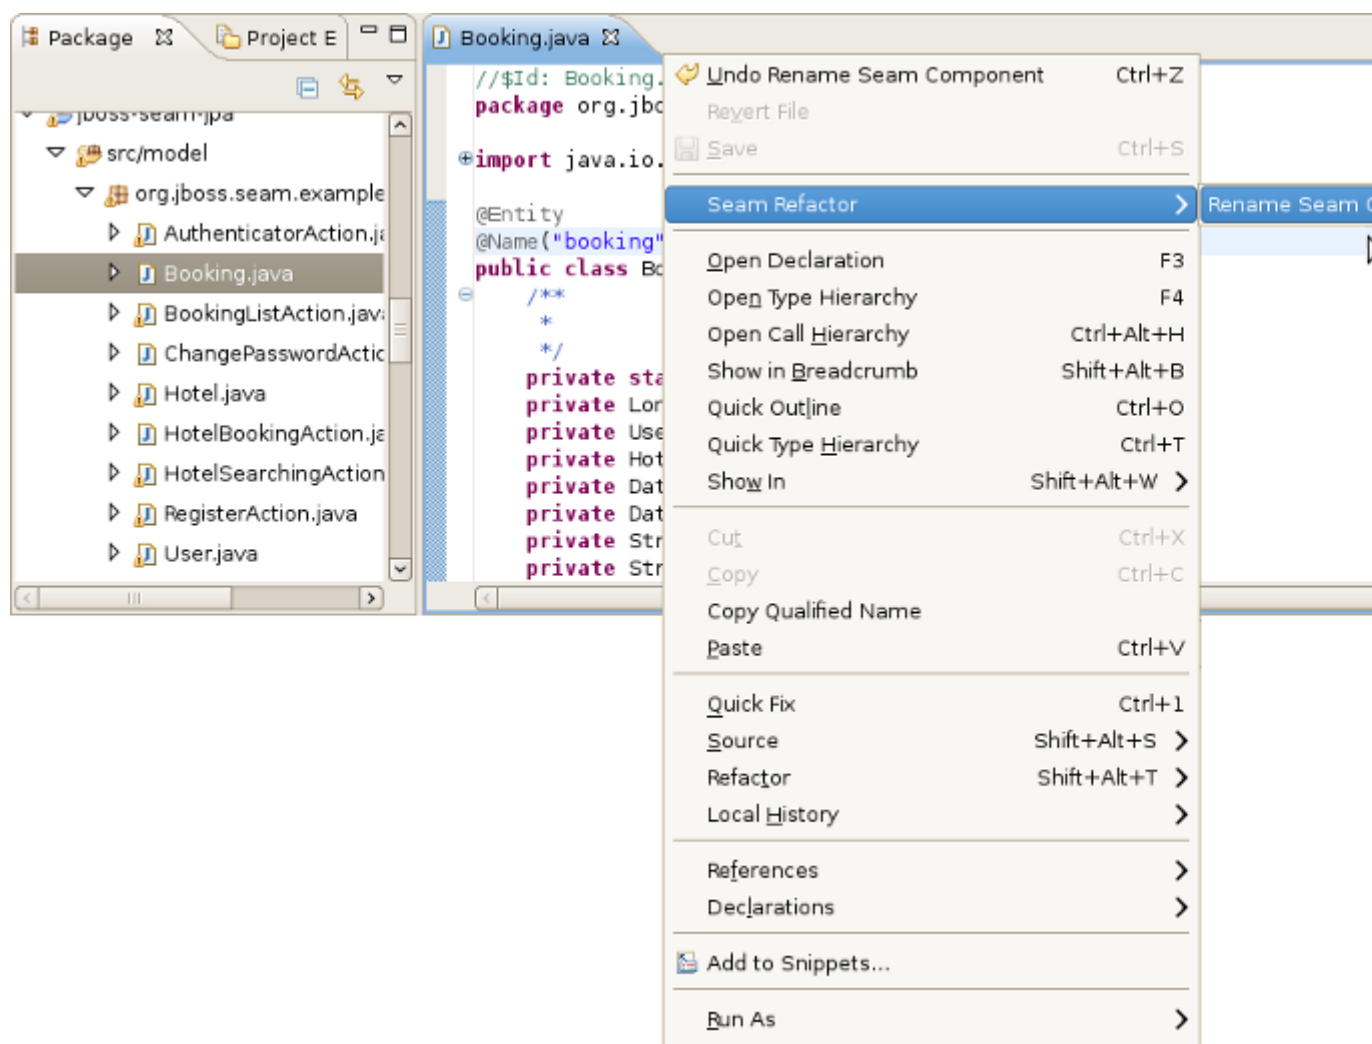 Package
Project E
jboss-seam-jpa
src/model
org.jboss.seam.example
AuthenticatorAction.ja
Booking.java
BookingListAction.java
ChangePasswordActic
Hotel.java
HotelBookingAction.ja
HotelSearchingAction
RegisterAction.java
User.java
Booking.java
//$Id: Booking.
package org.jbo
import java.io.
@Entity
@Name("booking"
public class Bo
/**
*
*/
private sta
private Lon
private Use
private Hot
private Dat
private Dat
private Str
private Str
Undo Rename Seam Component Ctrl+Z
Revert File
Save Ctrl+S
Seam Refactor
Rename Seam C
Open Declaration F3
Open Type Hierarchy F4
Open Call Hierarchy Ctrl+Alt+H
Show in Breadcrumb Shift+Alt+B
Quick Outline Ctrl+O
Quick Type Hierarchy Ctrl+T
Show In Shift+Alt+W
Cut Ctrl+X
Copy Ctrl+C
Copy Qualified Name
Paste Ctrl+V
Quick Fix Ctrl+1
Source Shift+Alt+S
Refactor Shift+Alt+T
Local History
References
Declarations
Add to Snippets...
Run As